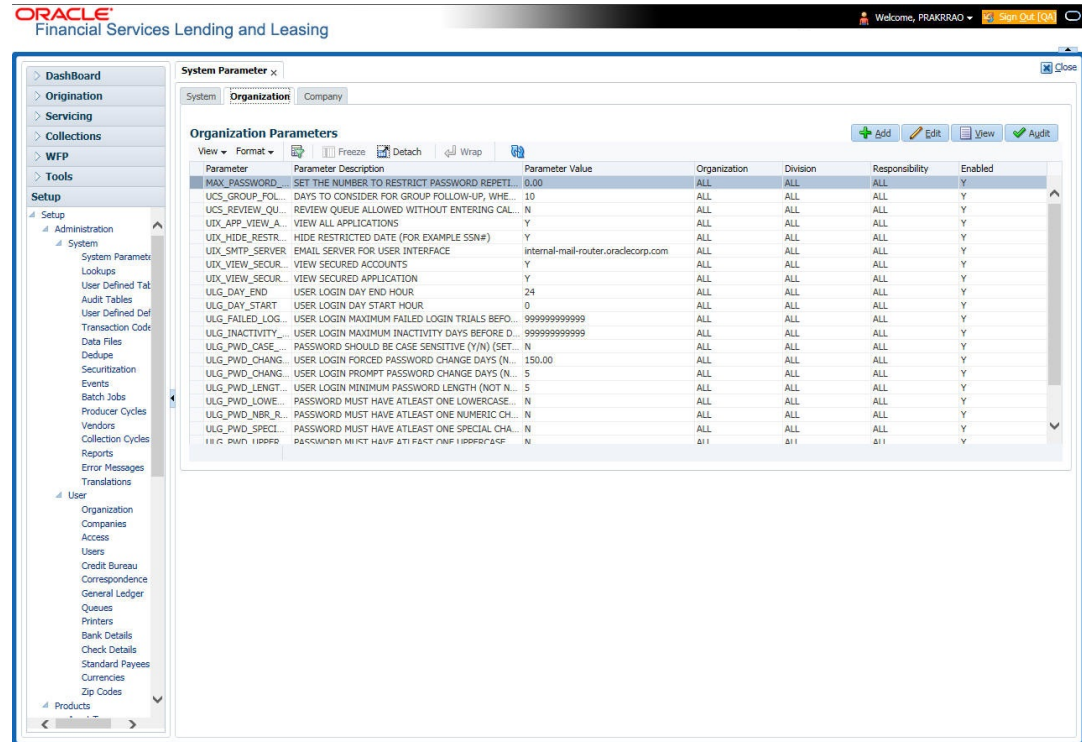 ORACLE
Financial Services Lending and Leasing
Welcome, PRAKRRAO
Sign Out [QA]
Close
DashBoard
Origination
Servicing
Collections
WFP
Tools
Setup
Setup
Administration
System
System Paramete
Lookups
User Defined Tab
Audit Tables
User Defined Def
Transaction Code
Data Files
Dedupe
Securitization
Events
Batch Jobs
Producer Cycles
Vendors
Collection Cycles
Reports
Error Messages
Translations
User
Organization
Companies
Access
Users
Credit Bureau
Correspondence
General Ledger
Queues
Printers
Bank Details
Check Details
Standard Payees
Currencies
Zip Codes
Products
System Parameter x
System Organization Company
Organization Parameters
Add Edit View Audit
View Format Freeze Detach Wrap
Parameter Parameter Description Parameter Value Organization Division Responsibility Enabled
MAX_PASSWORD_... SET THE NUMBER TO RESTRICT PASSWORD REPETI... 0.00 ALL ALL ALL Y
UCS_GROUP_FOL... DAYS TO CONSIDER FOR GROUP FOLLOW-UP, WHE... 10 ALL ALL ALL Y
UCS_REVIEW_QU... REVIEW QUEUE ALLOWED WITHOUT ENTERING CAL... N ALL ALL ALL Y
UIX_APP_VIEW_A... VIEW ALL APPLICATIONS Y ALL ALL ALL Y
UIX_HIDE_RESTR... HIDE RESTRICTED DATE (FOR EXAMPLE SSN#) Y ALL ALL ALL Y
UIX_SMTP_SERVER EMAIL SERVER FOR USER INTERFACE internal-mail-router.oraclecorp.com ALL ALL ALL Y
UIX_VIEW_SECUR... VIEW SECURED ACCOUNTS Y ALL ALL ALL Y
UIX_VIEW_SECUR... VIEW SECURED APPLICATION Y ALL ALL ALL Y
ULG_DAY_END USER LOGIN DAY END HOUR 24 ALL ALL ALL Y
ULG_DAY_START USER LOGIN DAY START HOUR 0 ALL ALL ALL Y
ULG_FAILED_LOG... USER LOGIN MAXIMUM FAILED LOGIN TRIALS BEFO... 999999999999 ALL ALL ALL Y
ULG_INACTIVITY_... USER LOGIN MAXIMUM INACTIVITY DAYS BEFORE D... 999999999999 ALL ALL ALL Y
ULG_PWD_CASE_... PASSWORD SHOULD BE CASE SENSITIVE (Y/N) (SET... N ALL ALL ALL Y
ULG_PWD_CHANG... USER LOGIN FORCED PASSWORD CHANGE DAYS (N... 150.00 ALL ALL ALL Y
ULG_PWD_CHANG... USER LOGIN PROMPT PASSWORD CHANGE DAYS (N... 5 ALL ALL ALL Y
ULG_PWD_LENGT... USER LOGIN MINIMUM PASSWORD LENGTH (NOT N... 5 ALL ALL ALL Y
ULG_PWD_LOWE... PASSWORD MUST HAVE ATLEAST ONE LOWERCASE... N ALL ALL ALL Y
ULG_PWD_NBR_R... PASSWORD MUST HAVE ATLEAST ONE NUMERIC CH... N ALL ALL ALL Y
ULG_PWD_SPECI... PASSWORD MUST HAVE ATLEAST ONE SPECIAL CHA... N ALL ALL ALL Y
ULG_PWD_UPPER... PASSWORD MUST HAVE ATLEAST ONE UPPERCASE... N ALL ALL ALL Y